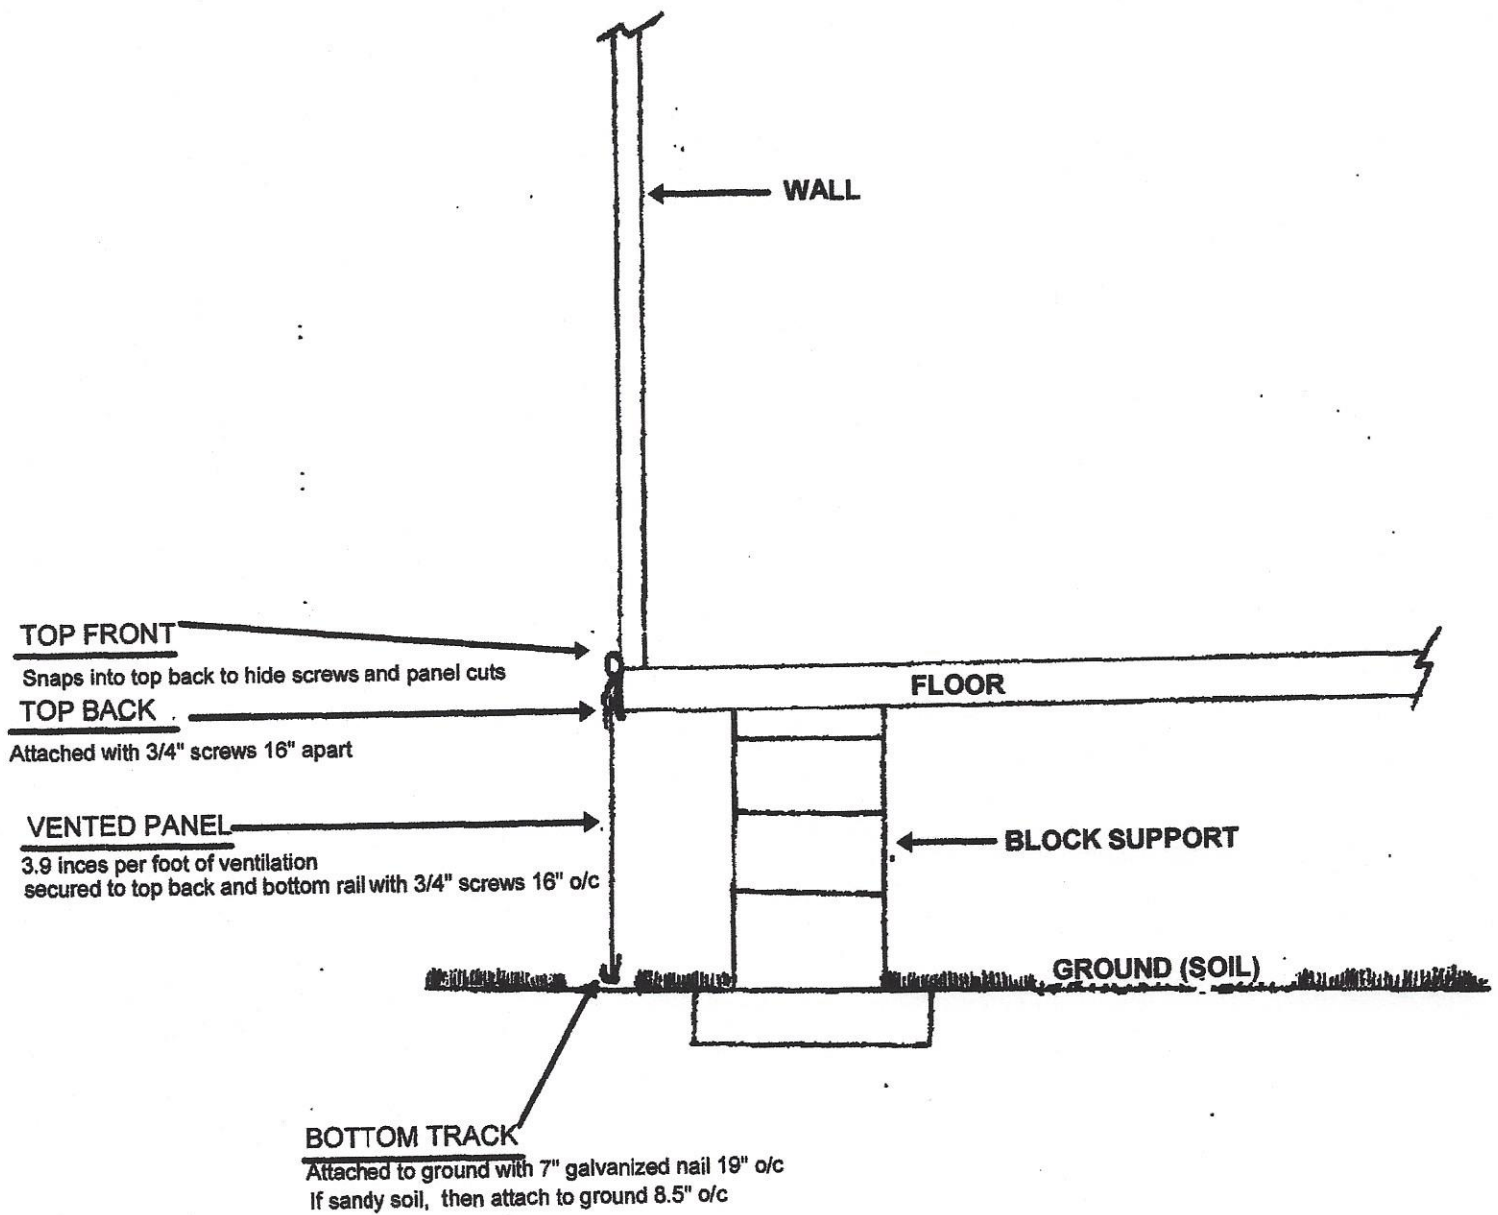 WALL
TOP FRONT
Snaps into top back to hide screws and panel cuts
FLOOR
TOP BACK
Attached with 3/4" screws 16" apart
VENTED PANEL
3.9 inces per foot of ventilation
secured to top back and bottom rail with 3/4" screws 16" o/c
BLOCK SUPPORT
GROUND (SOIL)
BOTTOM TRACK
Attached to ground with 7" galvanized nail 19" o/c
If sandy soil, then attach to ground 8.5" o/c